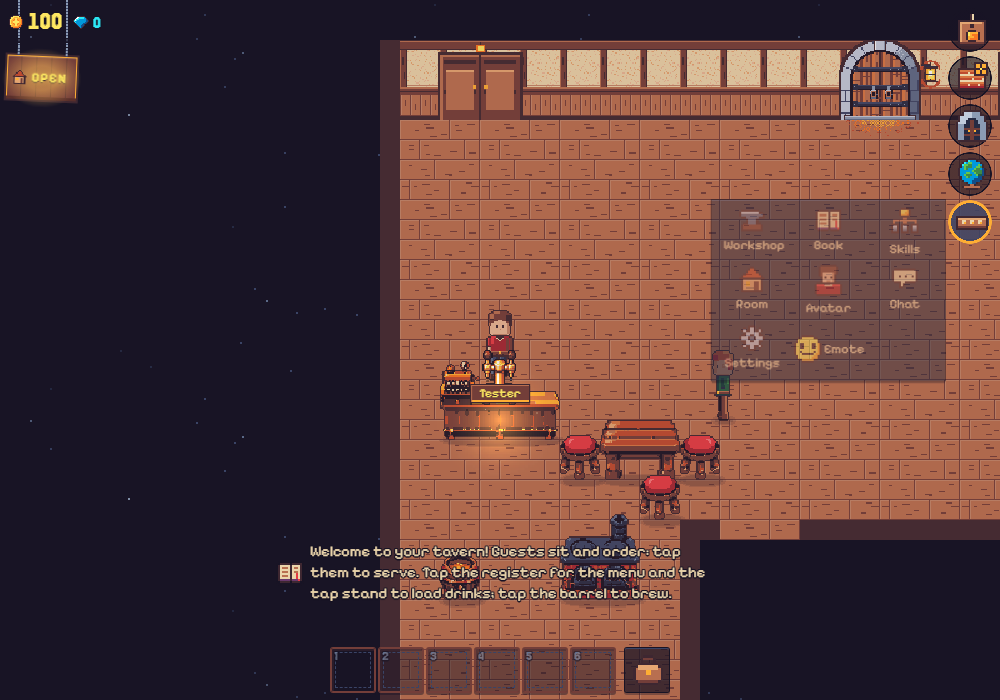 100 0
OPEN
Workshop Book Skills
Room Avatar Chat
Settings Emote
Tester
Welcome to your tavern! Guests sit and order: tap
them to serve. Tap the register for the menu and the
tap stand to load drinks; tap the barrel to brew.
1 2 3 4 5 6